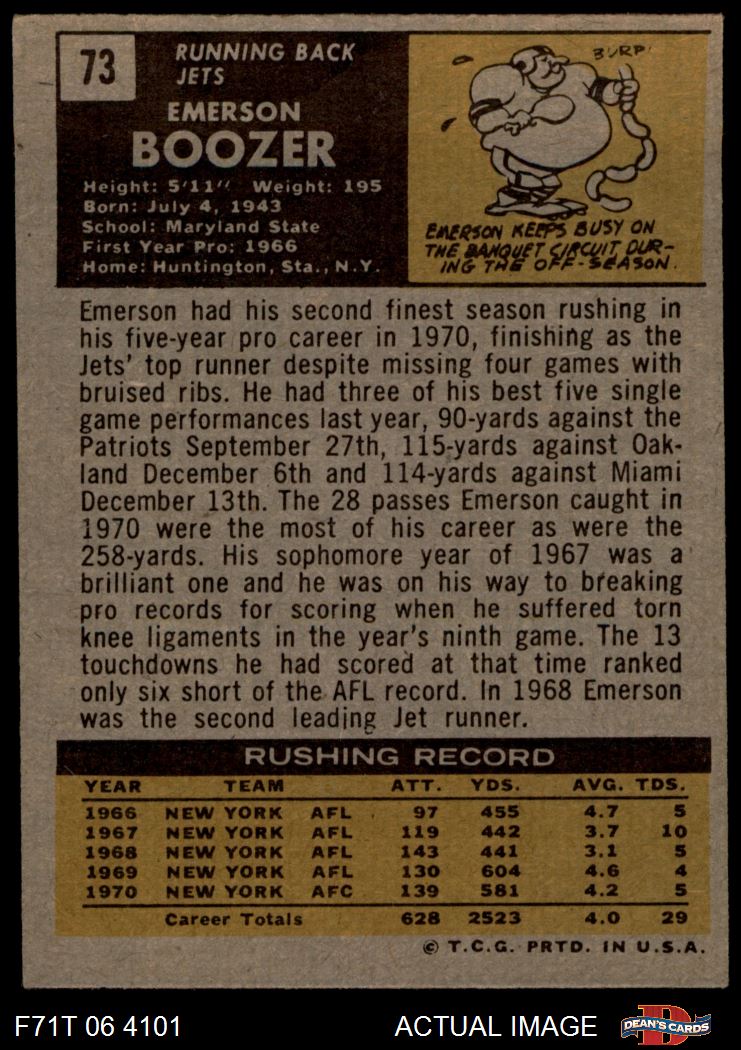 73
RUNNING BACK
JETS
EMERSON
BOOZER
Height: 5'11" Weight: 195
Born: July 4, 1943
School: Maryland State
First Year Pro: 1966
Home: Huntington, Sta., N.Y.
BURP!
EMERSON KEEPS BUSY ON
THE BANQUET CIRCUIT DUR-
ING THE OFF-SEASON.
Emerson had his second finest season rushing in
his five-year pro career in 1970, finishing as the
Jets' top runner despite missing four games with
bruised ribs. He had three of his best five single
game performances last year, 90-yards against the
Patriots September 27th, 115-yards against Oak-
land December 6th and 114-yards against Miami
December 13th. The 28 passes Emerson caught in
1970 were the most of his career as were the
258-yards. His sophomore year of 1967 was a
brilliant one and he was on his way to breaking
pro records for scoring when he suffered torn
knee ligaments in the year's ninth game. The 13
touchdowns he had scored at that time ranked
only six short of the AFL record. In 1968 Emerson
was the second leading Jet runner.
RUSHING RECORD
YEAR TEAM ATT. YDS. AVG. TDS.
1966 NEW YORK AFL 97 455 4.7 5
1967 NEW YORK AFL 119 442 3.7 10
1968 NEW YORK AFL 143 441 3.1 5
1969 NEW YORK AFL 130 604 4.6 4
1970 NEW YORK AFC 139 581 4.2 5
Career Totals 628 2523 4.0 29
© T.C.G. PRTD. IN U.S.A.
F71T 06 4101 ACTUAL IMAGE D DEAN'S CARDS